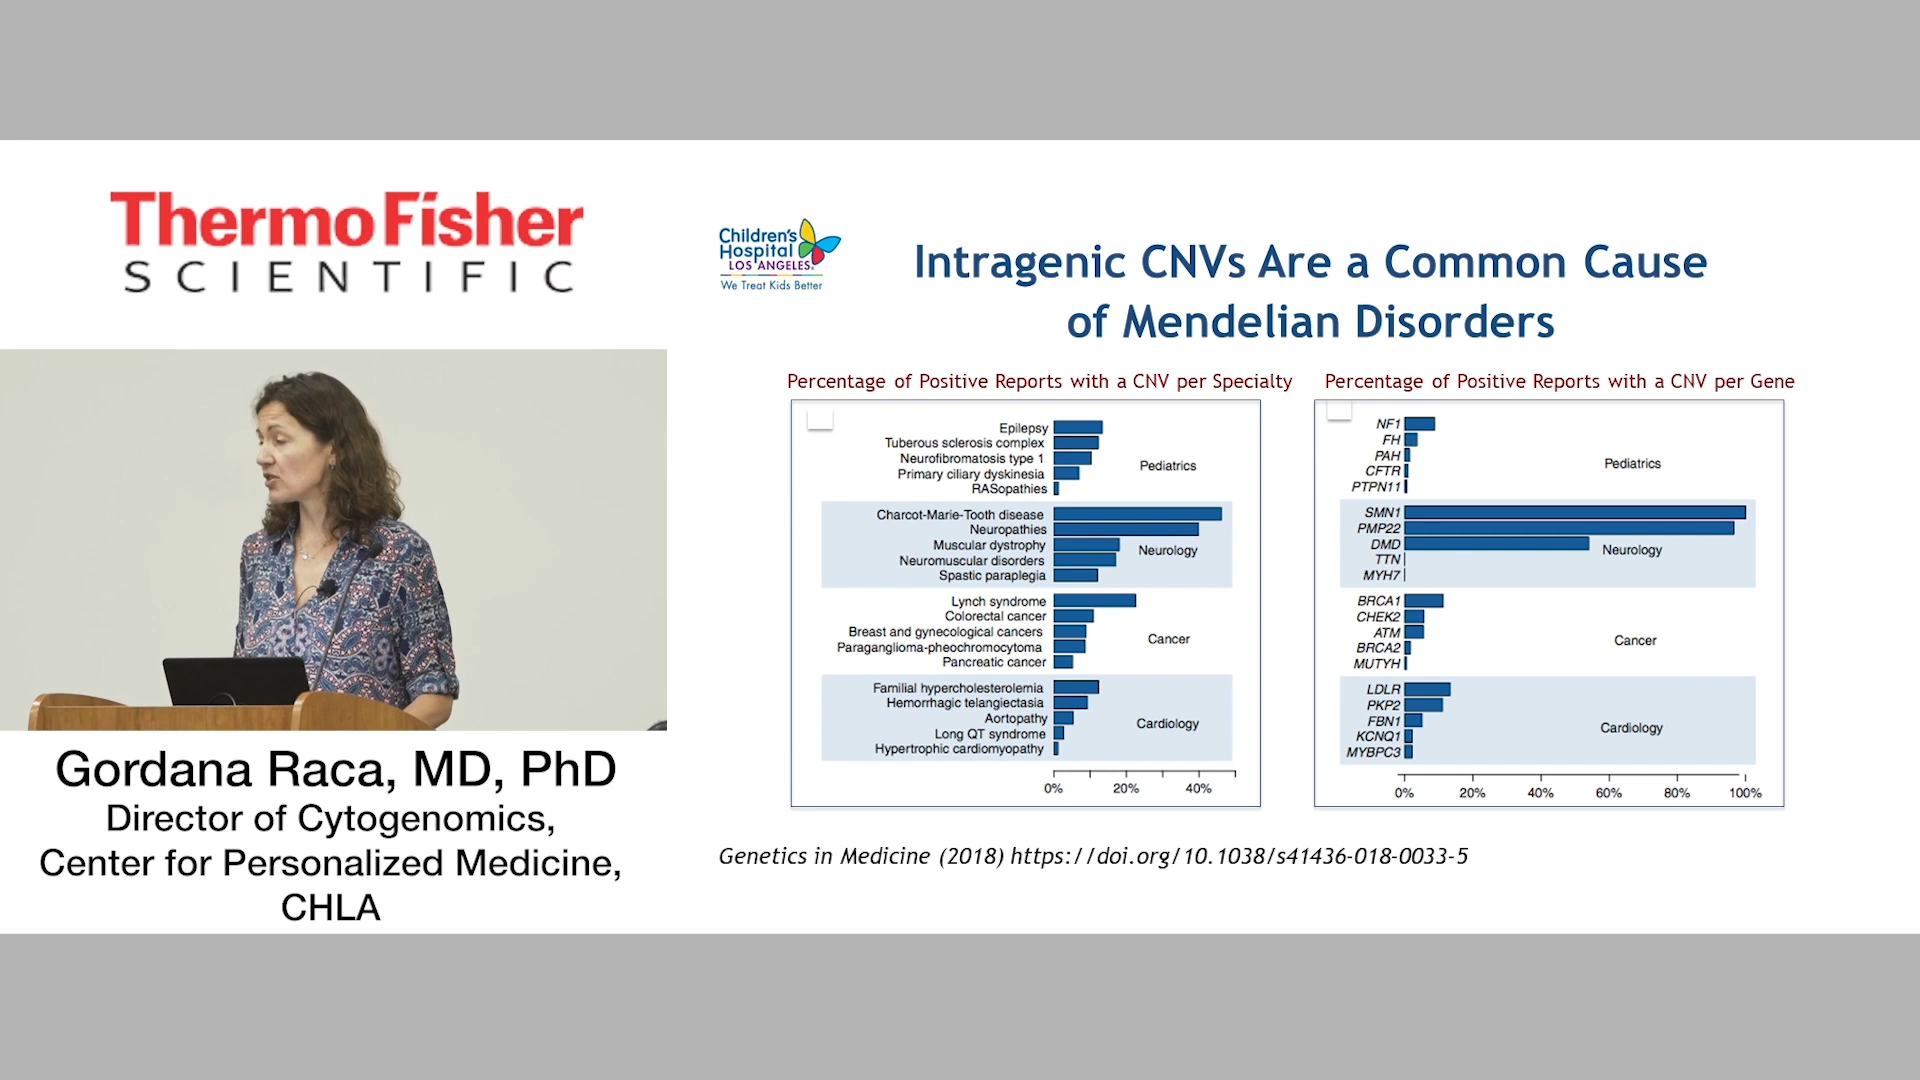 ThermoFisher
SCIENTIFIC
Gordana Raca, MD, PhD
Director of Cytogenomics,
Center for Personalized Medicine,
CHLA
Children's
Hospital
LOS ANGELES®
We Treat Kids Better
Intragenic CNVs Are a Common Cause
of Mendelian Disorders
Percentage of Positive Reports with a CNV per Specialty
Epilepsy
Tuberous sclerosis complex
Neurofibromatosis type 1
Primary ciliary dyskinesia
RASopathies
Pediatrics
Charcot-Marie-Tooth disease
Neuropathies
Muscular dystrophy
Neuromuscular disorders
Spastic paraplegia
Neurology
Lynch syndrome
Colorectal cancer
Breast and gynecological cancers
Paraganglioma-pheochromocytoma
Pancreatic cancer
Cancer
Familial hypercholesterolemia
Hemorrhagic telangiectasia
Aortopathy
Long QT syndrome
Hypertrophic cardiomyopathy
Cardiology
0% 20% 40%
Percentage of Positive Reports with a CNV per Gene
NF1
FH
PAH
CFTR
PTPN11
Pediatrics
SMN1
PMP22
DMD
TTN
MYH7
Neurology
BRCA1
CHEK2
ATM
BRCA2
MUTYH
Cancer
LDLR
PKP2
FBN1
KCNQ1
MYBPC3
Cardiology
0% 20% 40% 60% 80% 100%
Genetics in Medicine (2018) https://doi.org/10.1038/s41436-018-0033-5